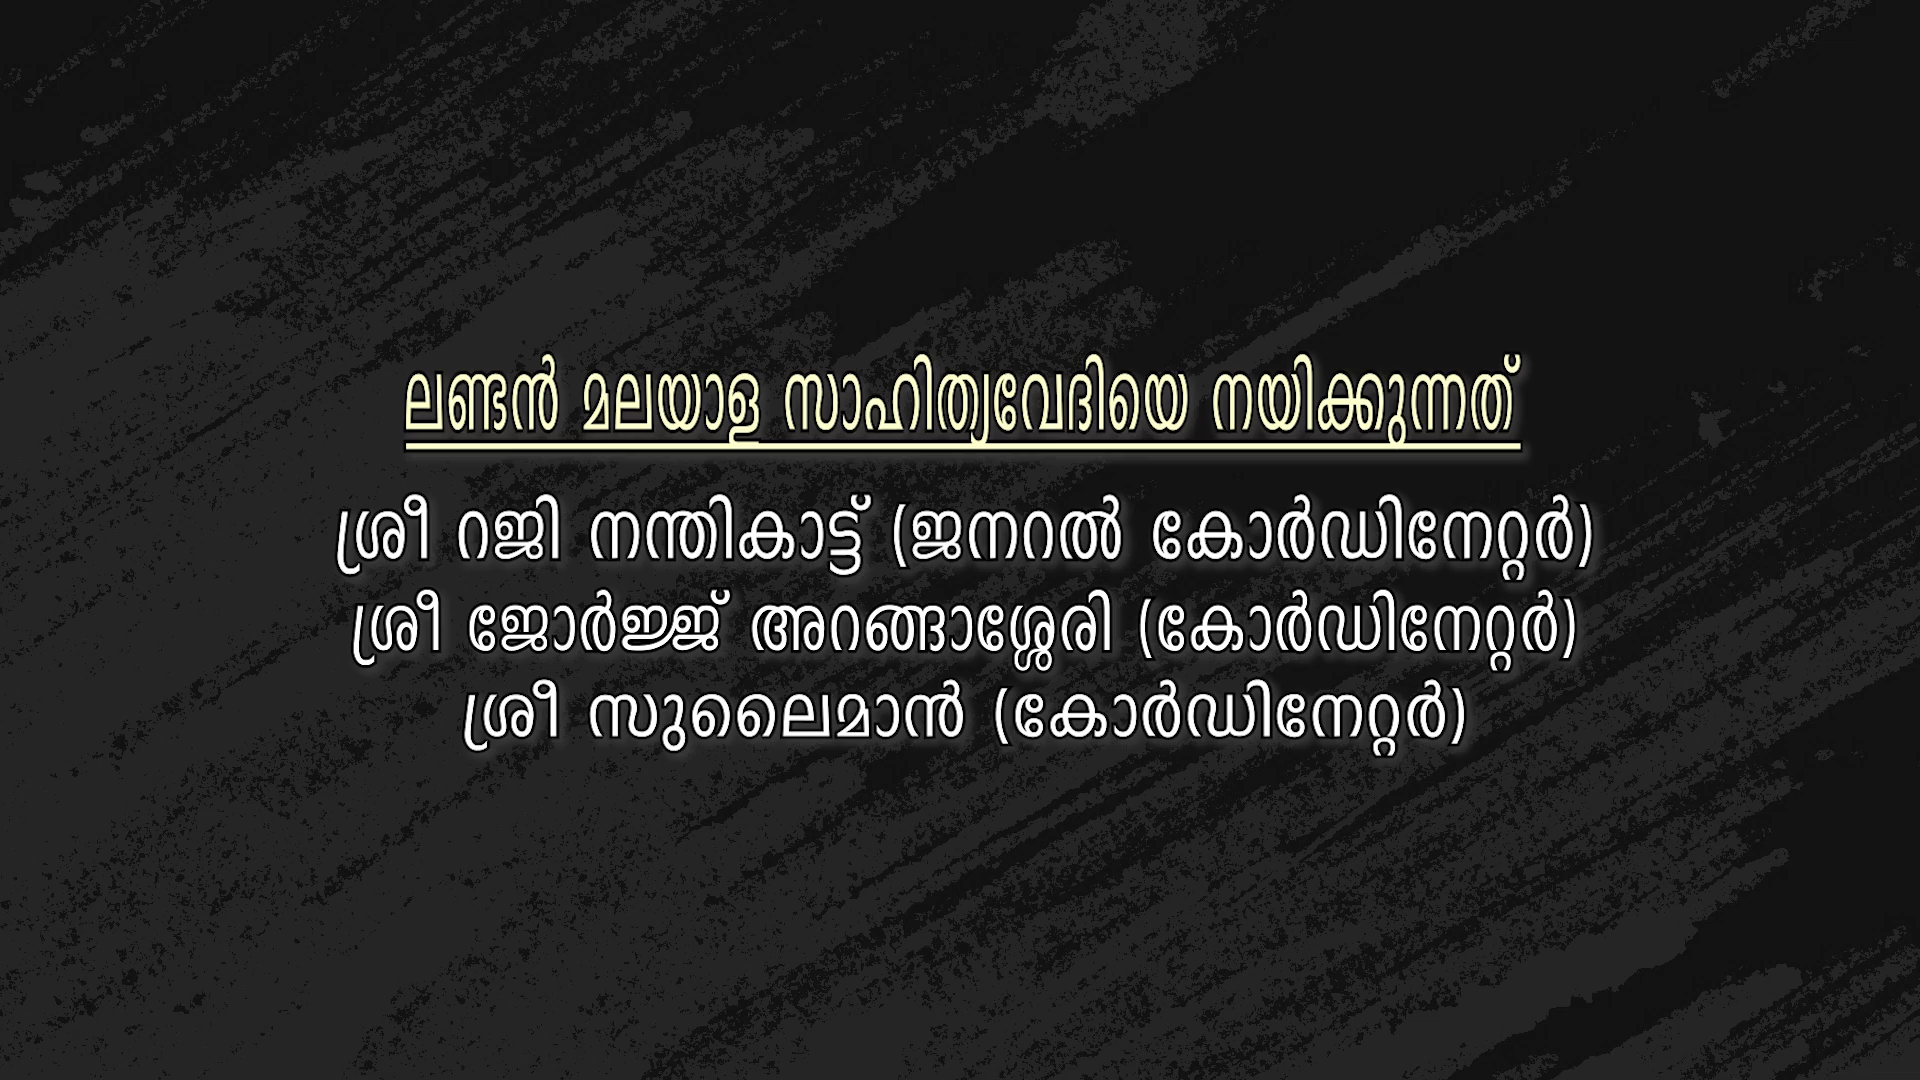 ലണ്ടൻ മലയാള സാഹിത്യവേദിയെ നയിക്കുന്നത്
ശ്രീ റജി നന്തികാട്ട് (ജനറൽ കോർഡിനേറ്റർ)
ശ്രീ ജോർജ്ജ് അറങ്ങാശ്ശേരി (കോർഡിനേറ്റർ)
ശ്രീ സുലൈമാൻ (കോർഡിനേറ്റർ)